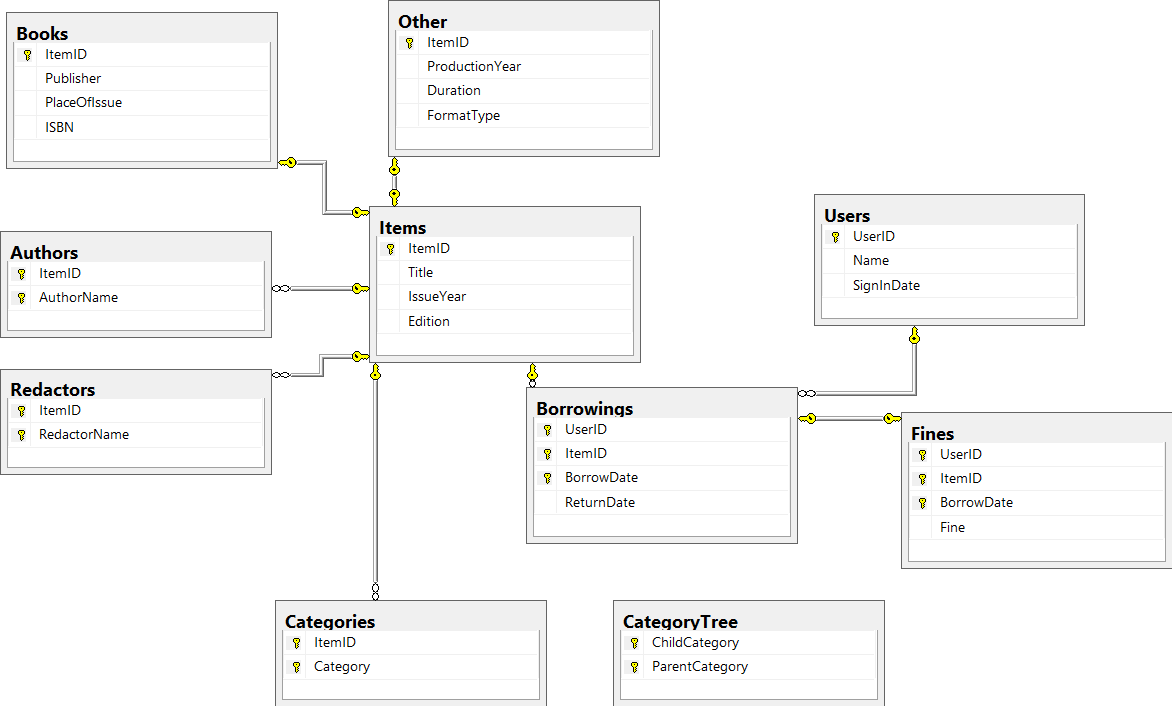 Books
ItemID
Publisher
PlaceOfIssue
ISBN
Other
ItemID
ProductionYear
Duration
FormatType
Authors
ItemID
AuthorName
Items
ItemID
Title
IssueYear
Edition
Users
UserID
Name
SignInDate
Redactors
ItemID
RedactorName
Borrowings
UserID
ItemID
BorrowDate
ReturnDate
Fines
UserID
ItemID
BorrowDate
Fine
Categories
ItemID
Category
CategoryTree
ChildCategory
ParentCategory